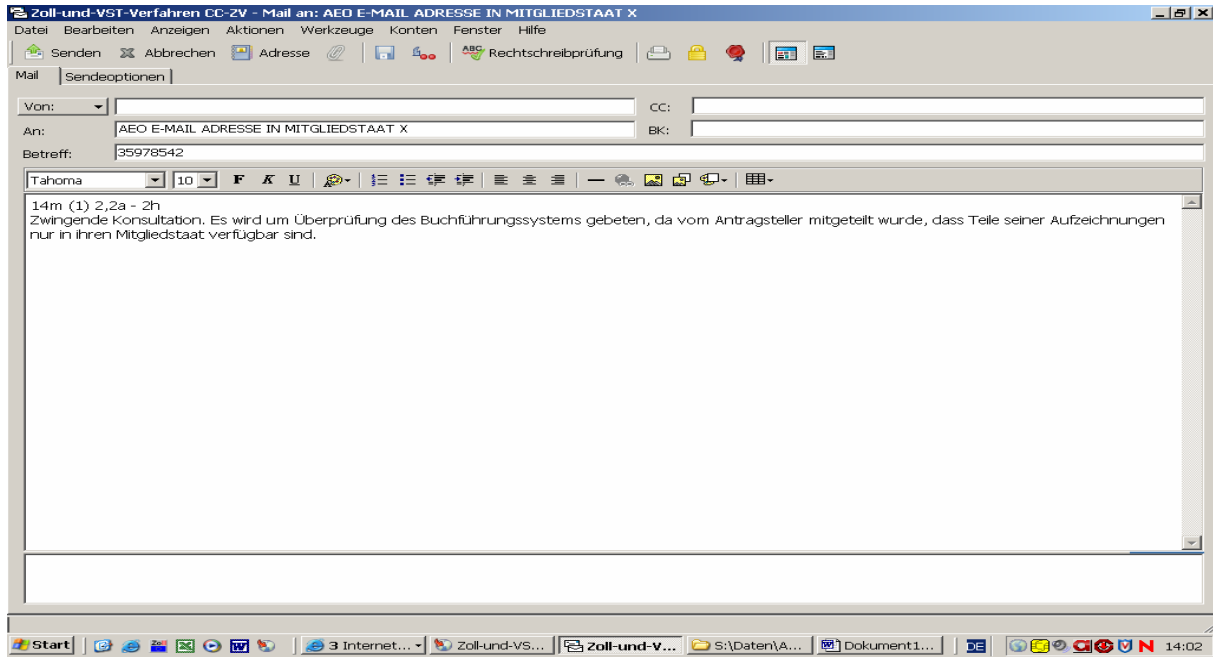 Zoll-und-VST-Verfahren CC-ZV - Mail an: AEO E-MAIL ADRESSE IN MITGLIEDSTAAT X
Datei Bearbeiten Anzeigen Aktionen Werkzeuge Konten Fenster Hilfe
Senden Abbrechen Adresse ABC Rechtschreibprüfung
Mail Sendeoptionen
Von: CC:
An: AEO E-MAIL ADRESSE IN MITGLIEDSTAAT X BK:
Betreff: 35978542
Tahoma 10 F K U
14m (1) 2,2a - 2h
Zwingende Konsultation. Es wird um Überprüfung des Buchführungssystems gebeten, da vom Antragsteller mitgeteilt wurde, dass Teile seiner Aufzeichnungen
nur in ihren Mitgliedstaat verfügbar sind.
Start 3 Internet... Zoll-und-VS... Zoll-und-V... S:\Daten\A... Dokument1... DE 14:02